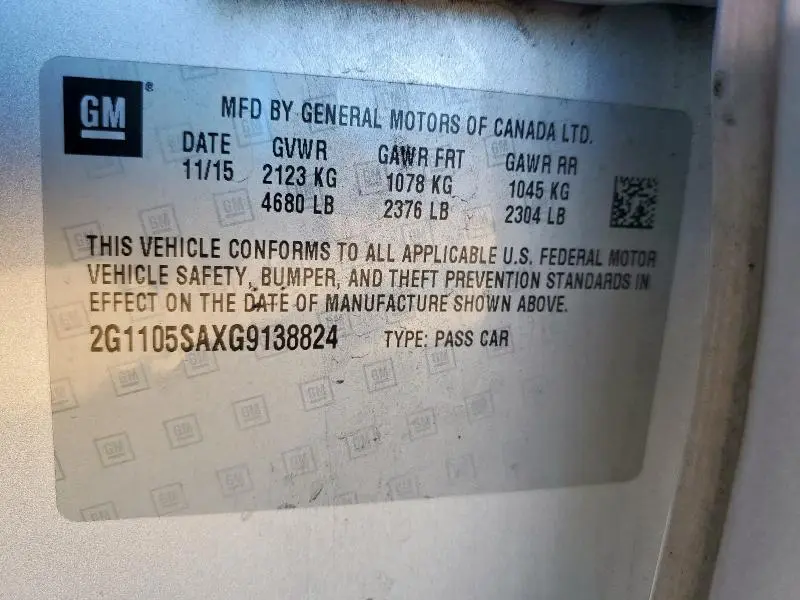 GM ®
MFD BY GENERAL MOTORS OF CANADA LTD.
DATE GVWR GAWR FRT GAWR RR
11/15 2123 KG 1078 KG 1045 KG
4680 LB 2376 LB 2304 LB
THIS VEHICLE CONFORMS TO ALL APPLICABLE U.S. FEDERAL MOTOR
VEHICLE SAFETY, BUMPER, AND THEFT PREVENTION STANDARDS IN
EFFECT ON THE DATE OF MANUFACTURE SHOWN ABOVE.
2G1105SAXG9138824 TYPE: PASS CAR